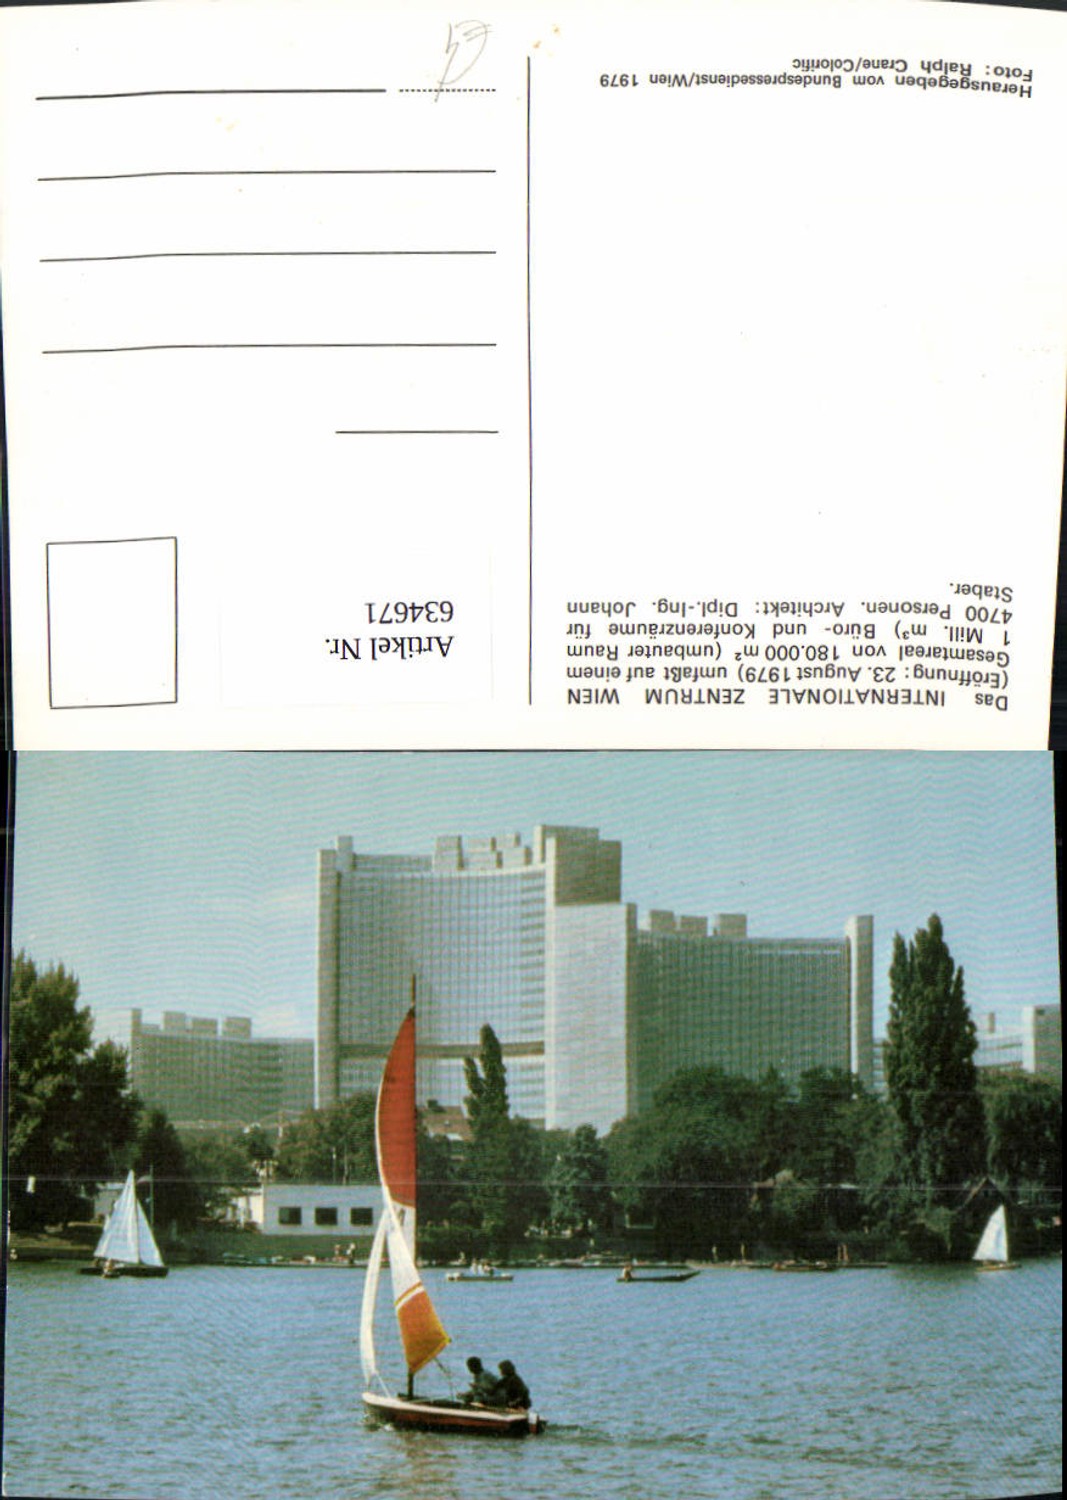 Das INTERNATIONALE ZENTRUM WIEN
(Eröffnung: 23. August 1979) umfaßt auf einem
Gesamtareal von 180.000 m² (umbauter Raum
1 Mill. m³) Büro- und Konferenzräume für
4700 Personen. Architekt: Dipl.-Ing. Johann
Staber.
Artikel Nr.
634671
Herausgegeben vom Bundespressedienst/Wien 1979
Foto: Ralph Crane/Colorific